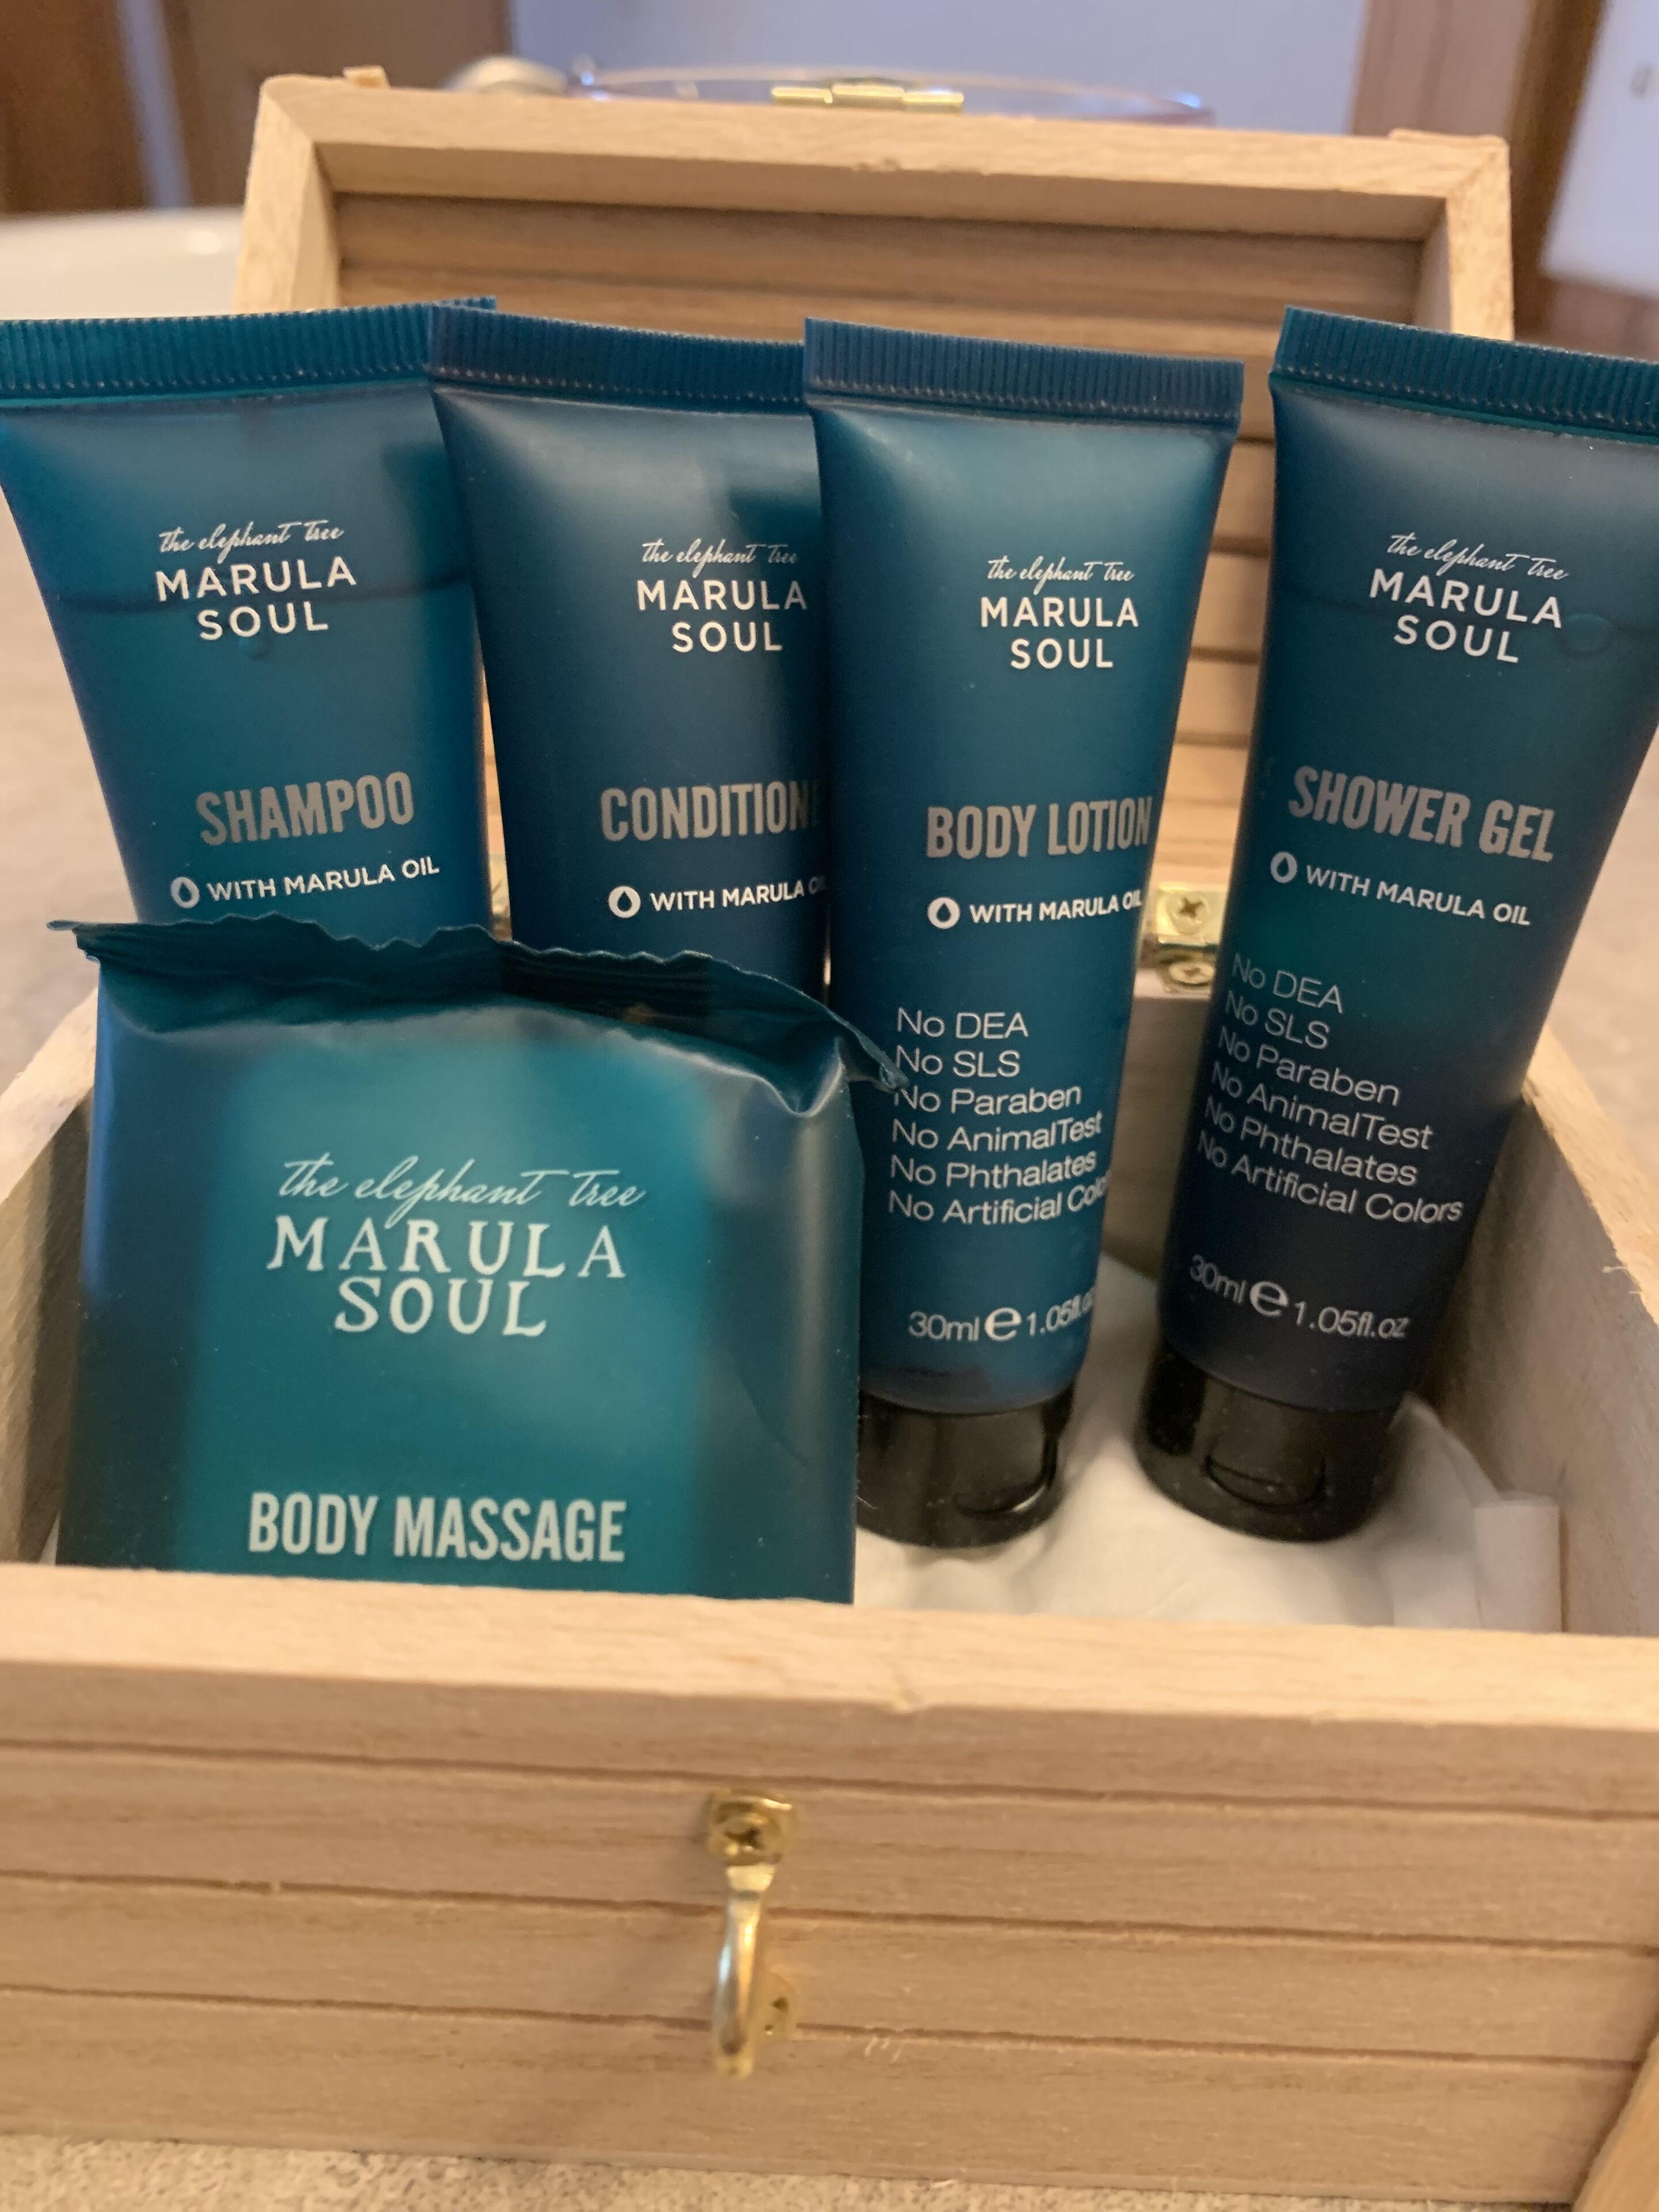 the elephant Tree
MARULA
SOUL
SHAMPOO
WITH MARULA OIL
the elephant Tree
MARULA
SOUL
CONDITIONE
WITH MARULA OI
the elephant Tree
MARULA
SOUL
BODY LOTION
WITH MARULA OIL
No DEA
No SLS
No Paraben
No AnimalTest
No Phthalates
No Artificial Colo
30ml e 1.05fl.oz
the elephant Tree
MARULA
SOUL
SHOWER GEL
WITH MARULA OIL
No DEA
No SLS
No Paraben
No AnimalTest
No Phthalates
No Artificial Colors
30ml e 1.05fl.oz
the elephant Tree
MARULA
SOUL
BODY MASSAGE